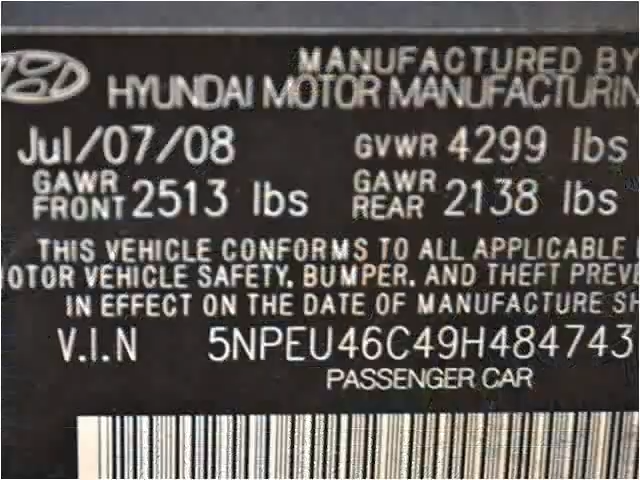 MANUFACTURED BY
HYUNDAI MOTOR MANUFACTURIN
Jul/07/08 GVWR 4299 lbs
GAWR FRONT 2513 lbs GAWR REAR 2138 lbs
THIS VEHICLE CONFORMS TO ALL APPLICABLE
MOTOR VEHICLE SAFETY, BUMPER, AND THEFT PREV
IN EFFECT ON THE DATE OF MANUFACTURE S
V.I.N 5NPEU46C49H484743
PASSENGER CAR